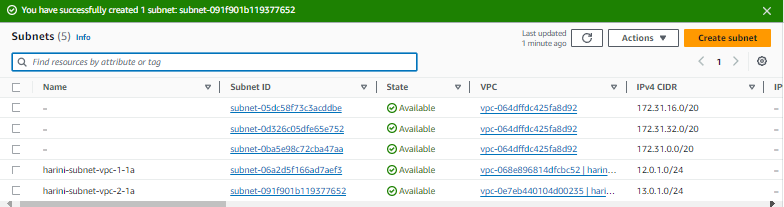 You have successfully created 1 subnet: subnet-091f901b119377652
Subnets (5) Info
Last updated
1 minute ago
Actions
Create subnet
Find resources by attribute or tag
1
Name Subnet ID State VPC IPv4 CIDR IP
– subnet-05dc58f73c3acddbe Available vpc-064dffdc425fa8d92 172.31.16.0/20 –
– subnet-0d326c05dfe65e752 Available vpc-064dffdc425fa8d92 172.31.32.0/20 –
– subnet-0ba5e98c72cba47aa Available vpc-064dffdc425fa8d92 172.31.0.0/20 –
harini-subnet-vpc-1-1a subnet-06a2d5f166ad7aef3 Available vpc-068e896814dfcbc52 | harin... 12.0.1.0/24 –
harini-subnet-vpc-2-1a subnet-091f901b119377652 Available vpc-0e7eb440104d00235 | hari... 13.0.1.0/24 –